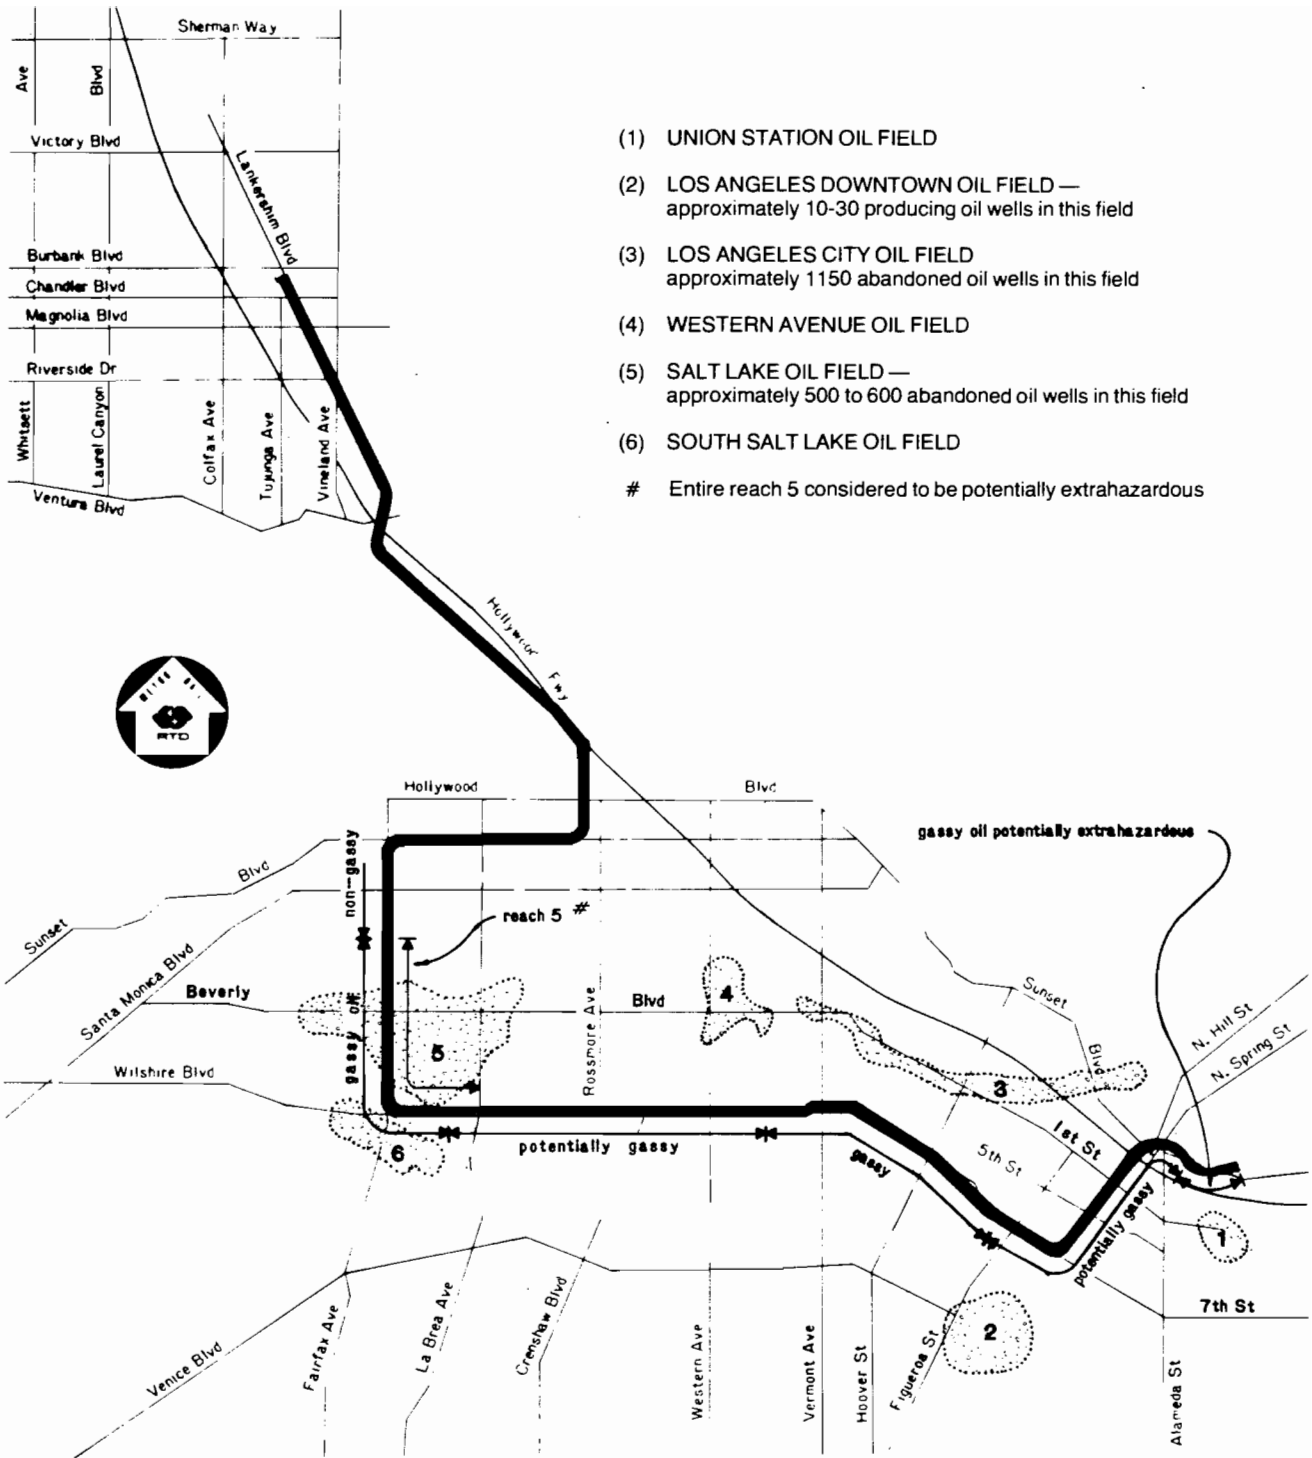 Sherman Way
Ave
Blvd
Victory Blvd
Lankershim Blvd
Burbank Blvd
Chandler Blvd
Magnolia Blvd
Riverside Dr
Whitsett
Laurel Canyon
Colfax Ave
Tujunga Ave
Vineland Ave
Ventura Blvd
(1) UNION STATION OIL FIELD
(2) LOS ANGELES DOWNTOWN OIL FIELD —
approximately 10-30 producing oil wells in this field
(3) LOS ANGELES CITY OIL FIELD
approximately 1150 abandoned oil wells in this field
(4) WESTERN AVENUE OIL FIELD
(5) SALT LAKE OIL FIELD —
approximately 500 to 600 abandoned oil wells in this field
(6) SOUTH SALT LAKE OIL FIELD
# Entire reach 5 considered to be potentially extrahazardous
Hollywood Fwy
RTD
Hollywood Blvd
gassy oil potentially extrahazardous
non-gassy
Sunset Blvd
reach 5 #
Santa Monica Blvd
Beverly Blvd
gassy oil
5
4
Rossmore Ave
Sunset Blvd
N. Hill St
N. Spring St
Wilshire Blvd
3
1st St
5th St
6
potentially gassy
gassy
potentially gassy
1
7th St
2
Venice Blvd
Fairfax Ave
La Brea Ave
Crenshaw Blvd
Western Ave
Vermont Ave
Hoover St
Figueroa St
Alameda St